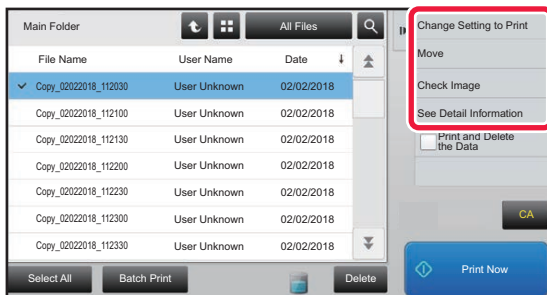 Main Folder
All Files
File Name User Name Date
Copy_02022018_112030 User Unknown 02/02/2018
Copy_02022018_112100 User Unknown 02/02/2018
Copy_02022018_112130 User Unknown 02/02/2018
Copy_02022018_112200 User Unknown 02/02/2018
Copy_02022018_112230 User Unknown 02/02/2018
Copy_02022018_112300 User Unknown 02/02/2018
Copy_02022018_112330 User Unknown 02/02/2018
Select All Batch Print Delete
Change Setting to Print
Move
Check Image
See Detail Information
Print and Delete
the Data
CA
Print Now